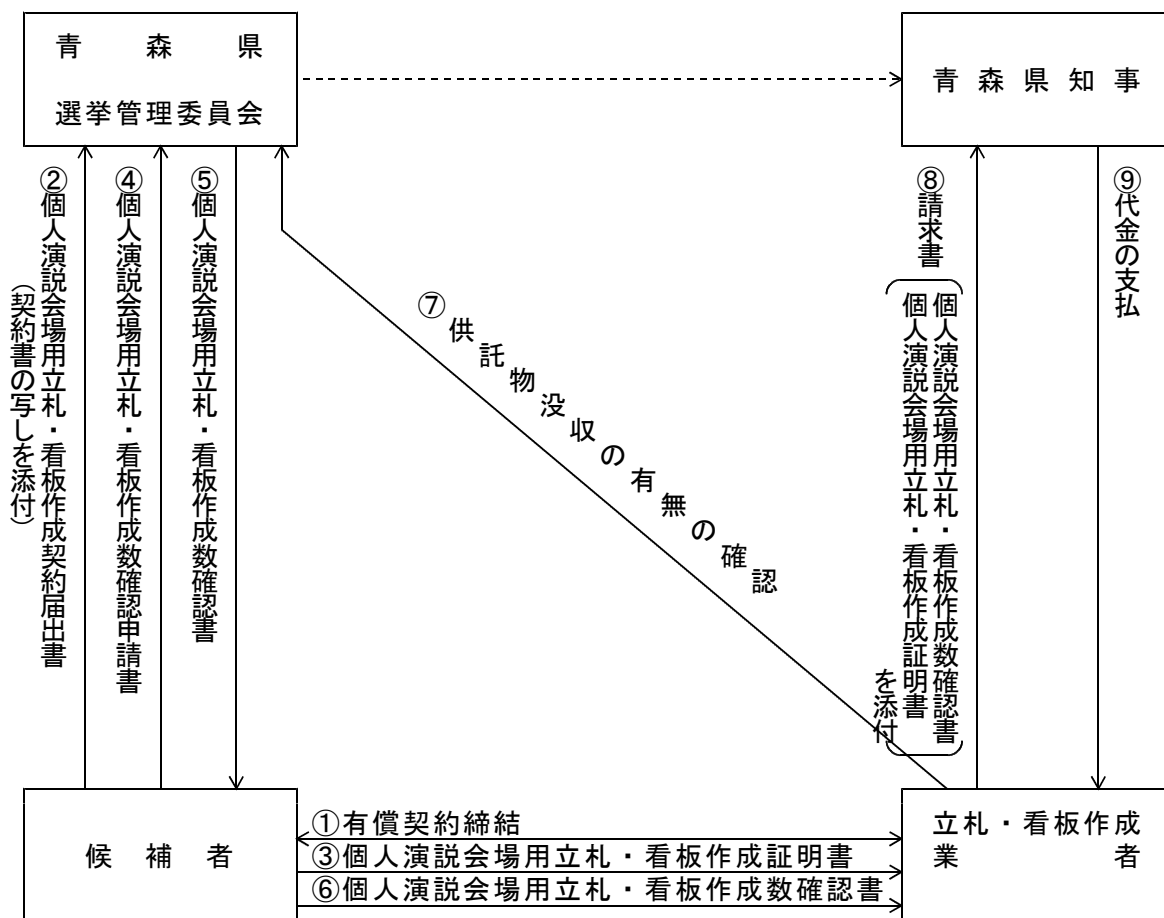 青森県
選挙管理委員会
青森県知事
②個人演説会場用立札・看板作成契約届出書
（契約書の写しを添付）
④個人演説会場用立札・看板作成数確認申請書
⑤個人演説会場用立札・看板作成数確認書
⑦供託物没収の有無の確認
⑧請求書
個人演説会場用立札・看板作成数確認書
個人演説会場用立札・看板作成証明書
を添付
⑨代金の支払
候補者
①有償契約締結
③個人演説会場用立札・看板作成証明書
⑥個人演説会場用立札・看板作成数確認書
立札・看板作成
業者